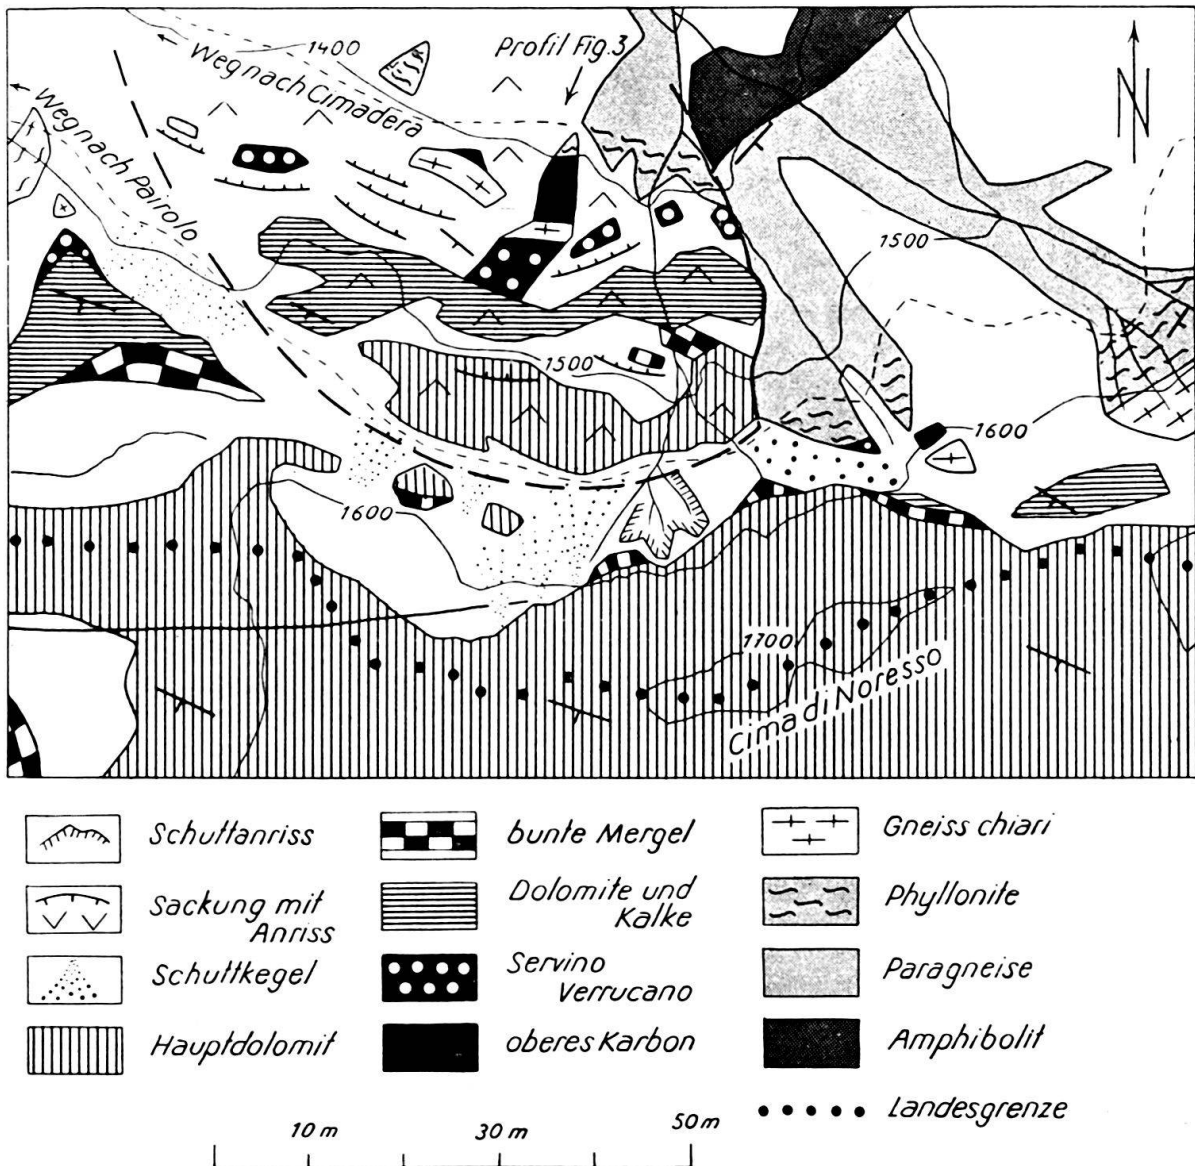 1400
Profil Fig. 3
Weg nach Cimadera
Weg nach Pairolo
N
1500
1500
1600
1600
1700
Cima di Noresso
Schuttanriss
Sackung mit
Anriss
Schuttkegel
Hauptdolomit
bunte Mergel
Dolomite und
Kalke
Servino
Verrucano
oberes Karbon
Gneiss chiari
Phyllonite
Paragneise
Amphibolit
Landesgrenze
10 m 30 m 50 m